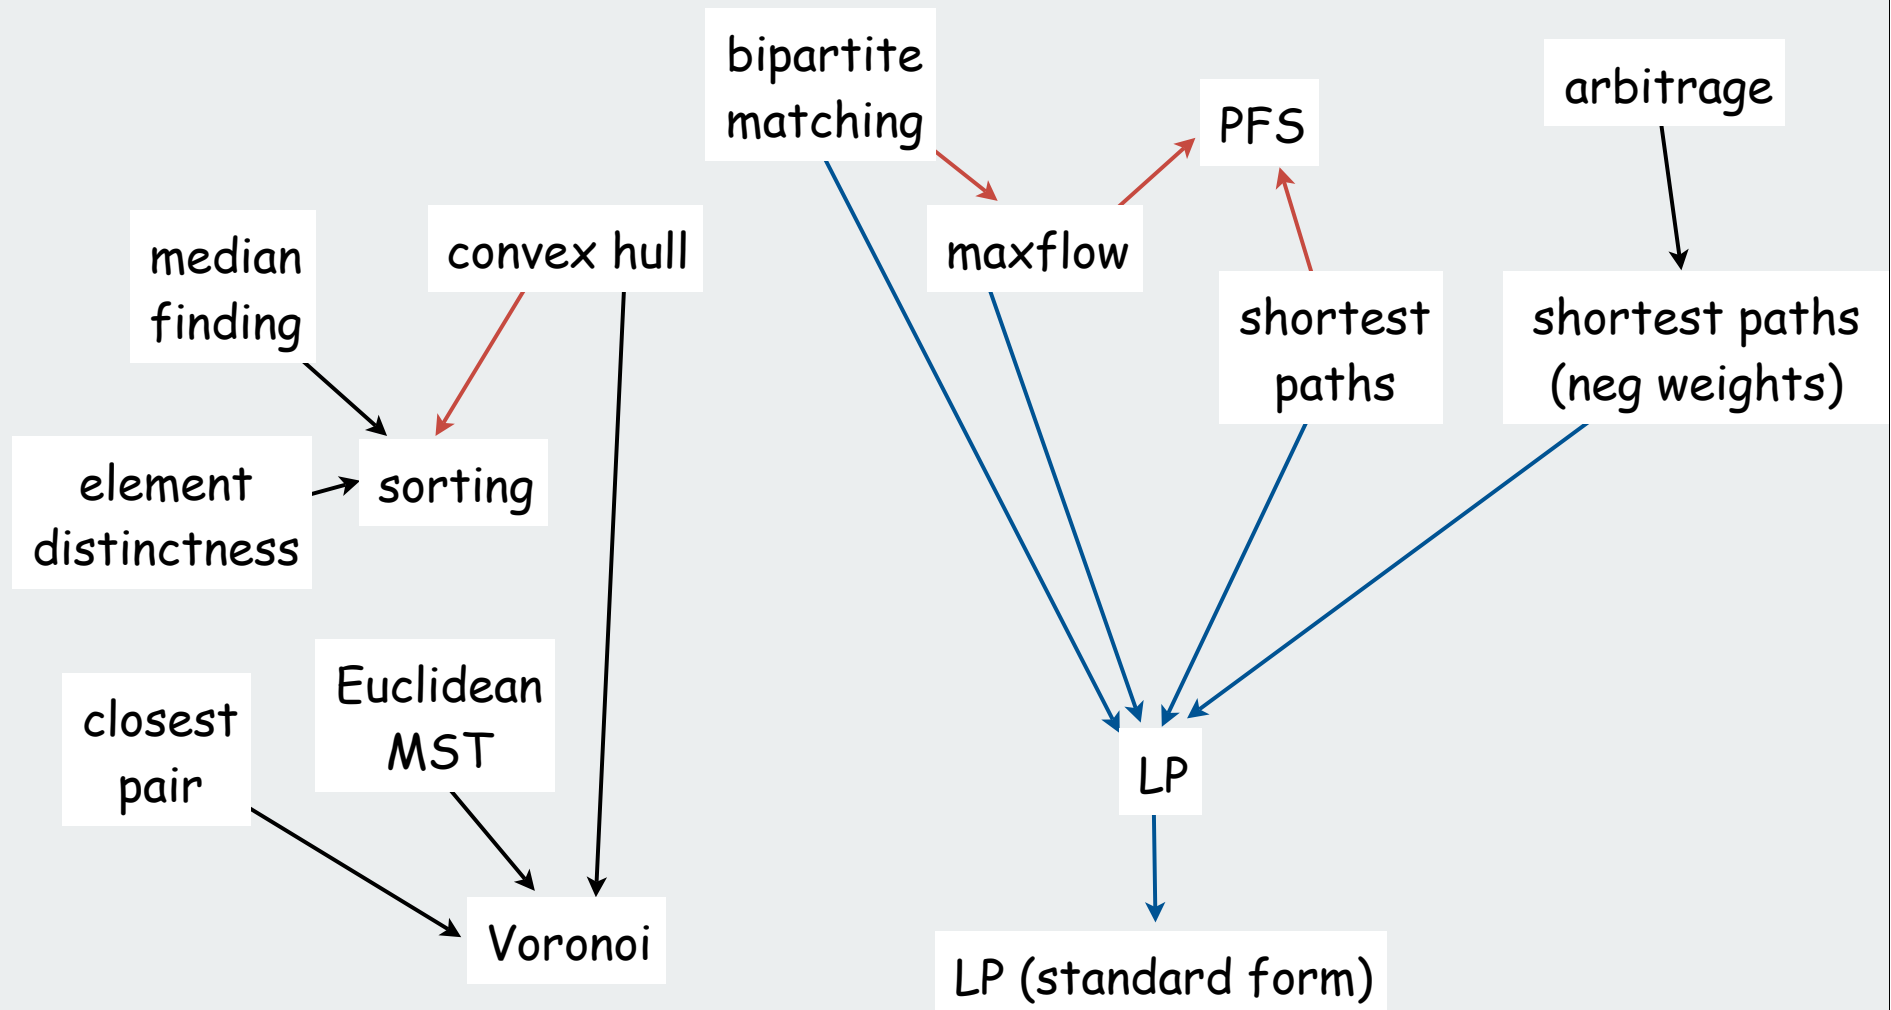 bipartite
matching
PFS
arbitrage
median
finding
convex hull
maxflow
shortest
paths
shortest paths
(neg weights)
element
distinctness
sorting
closest
pair
Euclidean
MST
LP
Voronoi
LP (standard form)